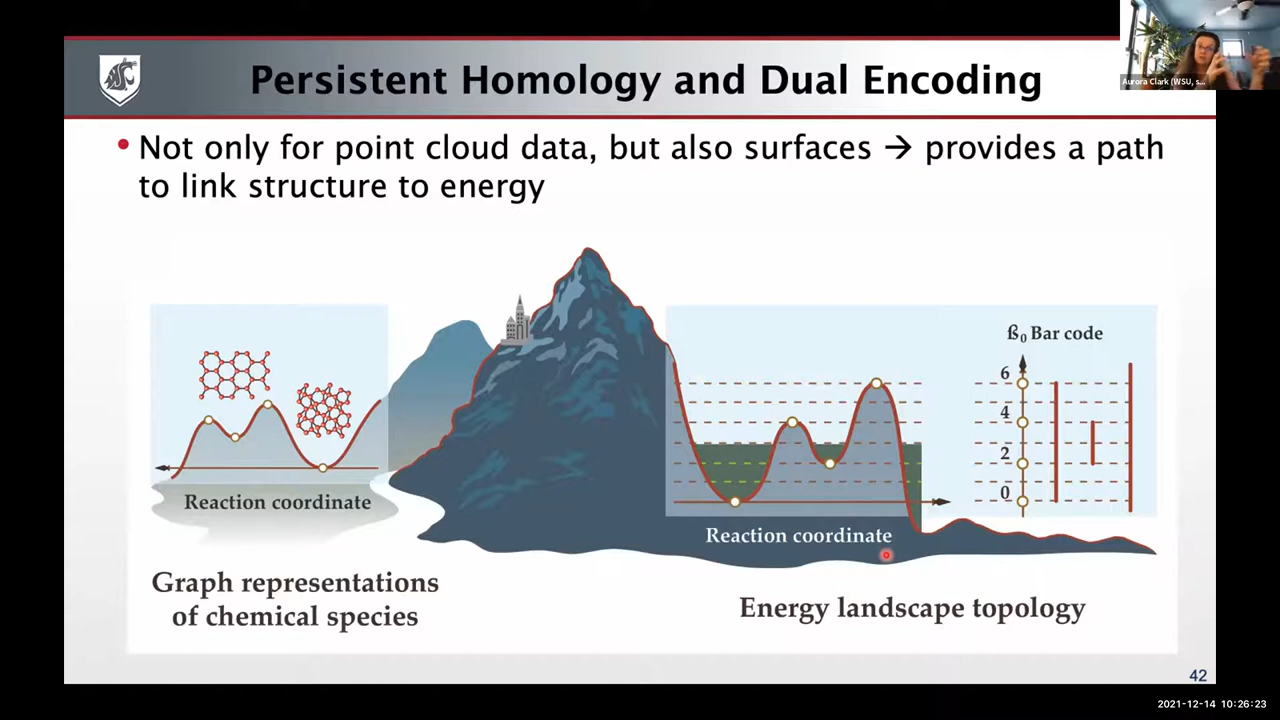 Persistent Homology and Dual Encoding
Aurora Clark (WSU, s...
• Not only for point cloud data, but also surfaces → provides a path
to link structure to energy
Reaction coordinate
Graph representations
of chemical species
Reaction coordinate
ß0 Bar code
6
4
2
0
Energy landscape topology
42
2021-12-14 10:26:23